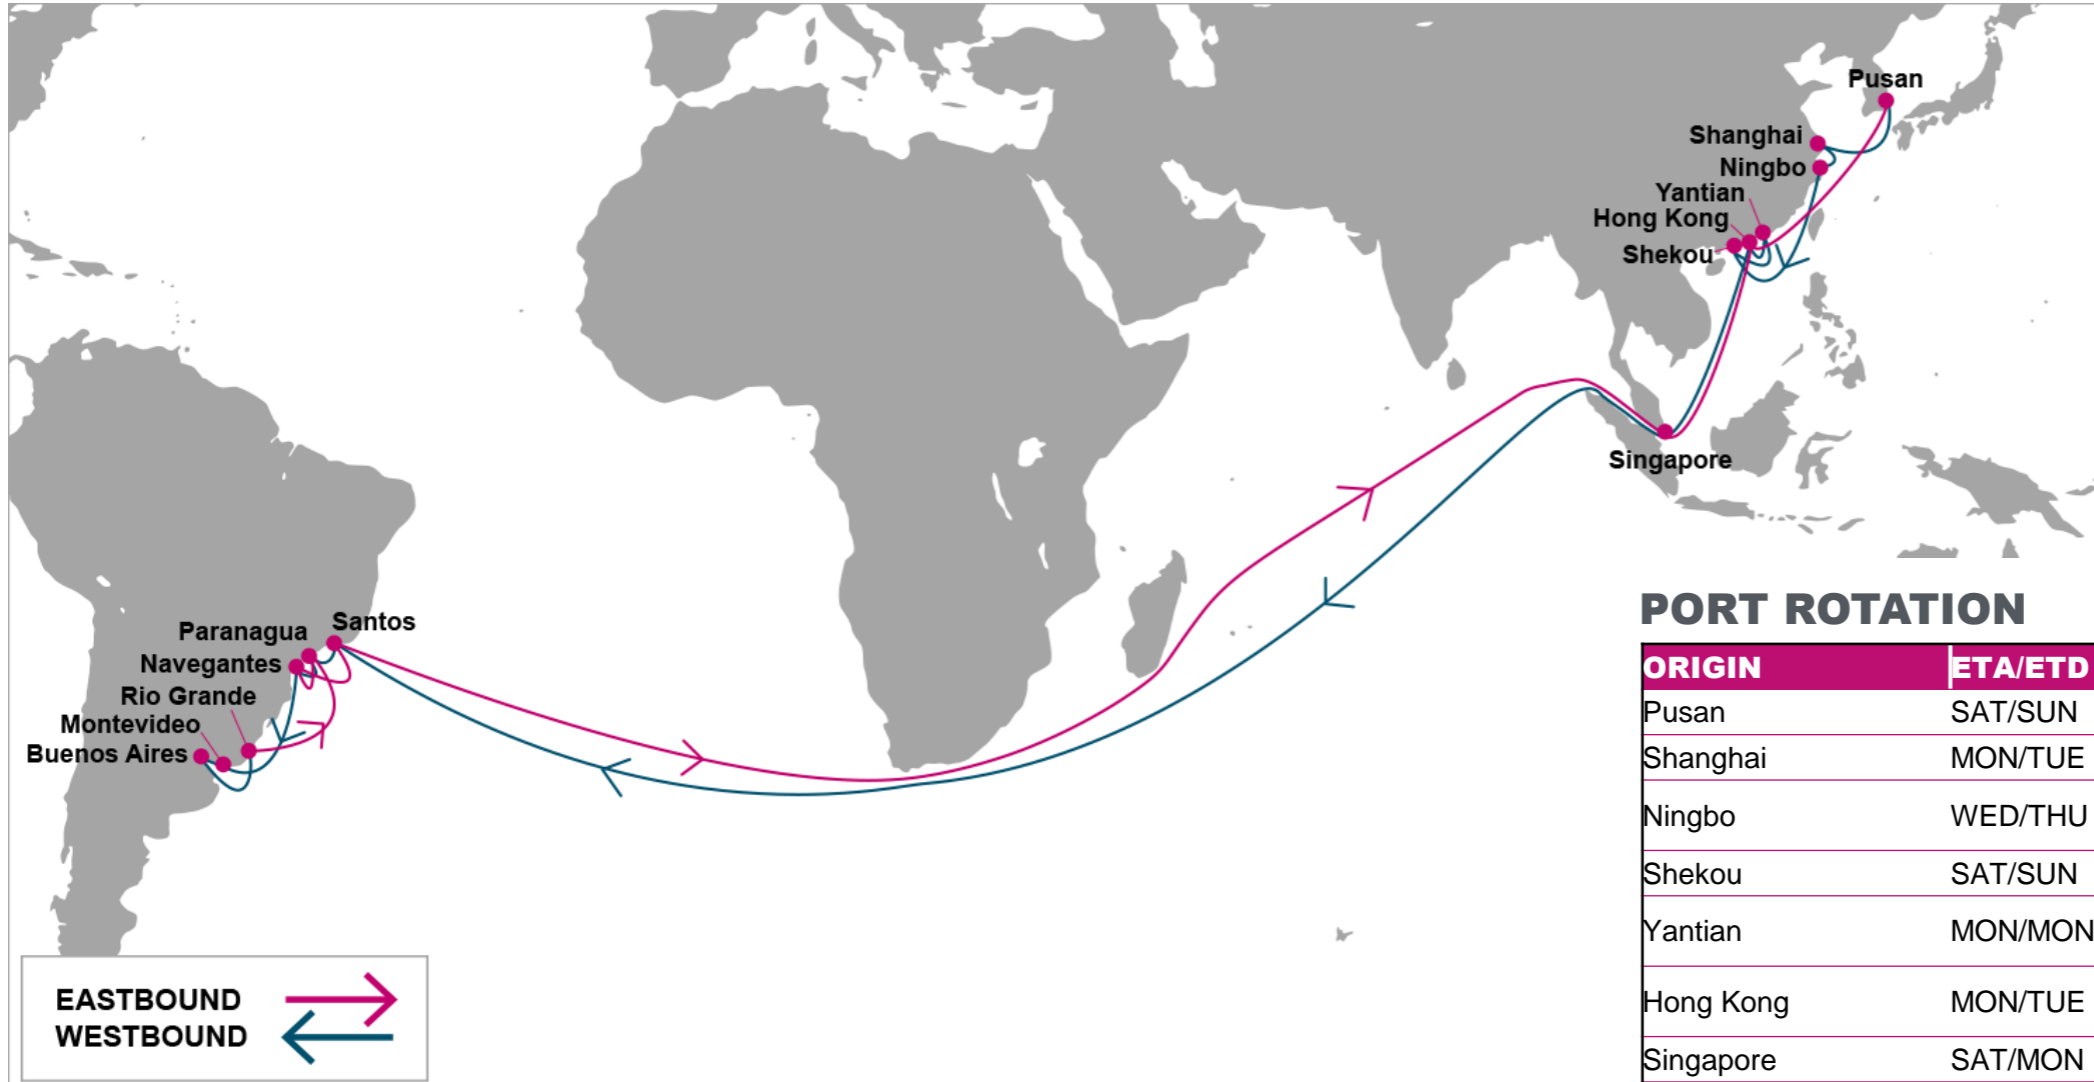 Pusan
Shanghai
Ningbo
Yantian
Hong Kong
Shekou
Singapore
Santos
Paranagua
Navegantes
Rio Grande
Montevideo
Buenos Aires
EASTBOUND
WESTBOUND
PORT ROTATION
ORIGIN ETA/ETD
Pusan SAT/SUN
Shanghai MON/TUE
Ningbo WED/THU
Shekou SAT/SUN
Yantian MON/MON
Hong Kong MON/TUE
Singapore SAT/MON